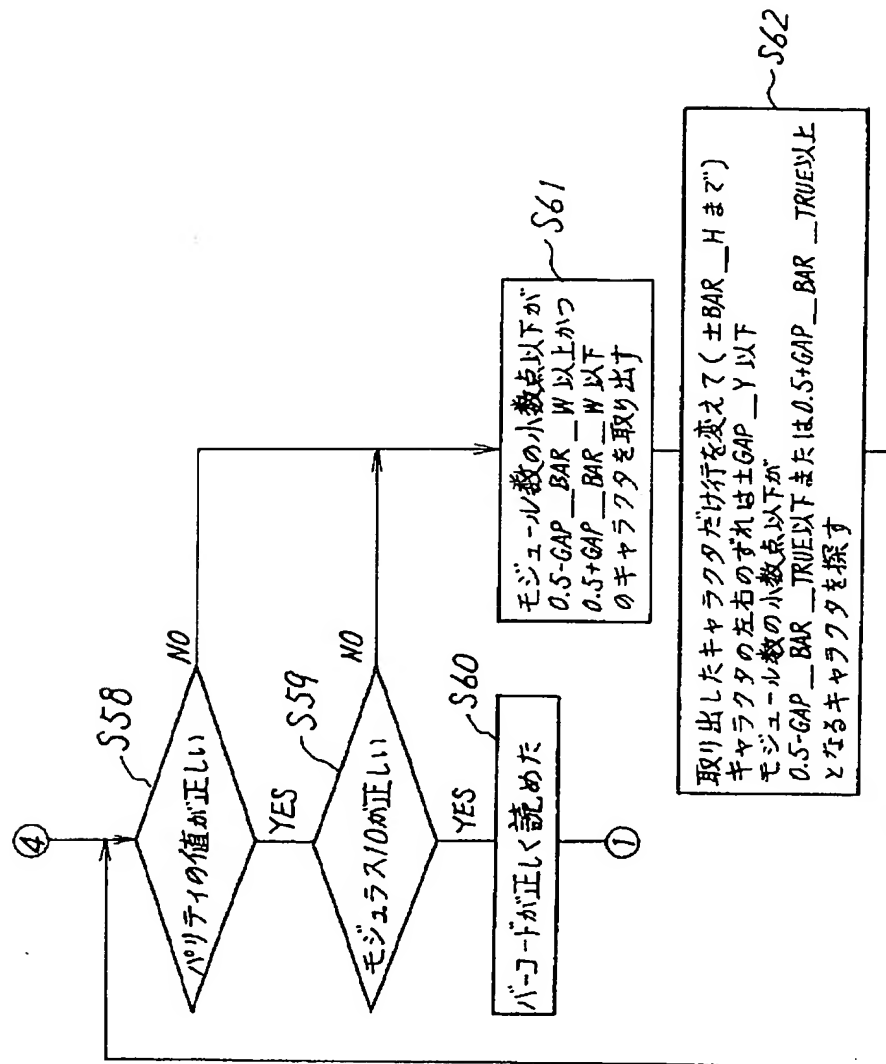 ④
パリティの値が正しい
S58
NO
YES
モジュラス10が正しい
S59
NO
YES
バーコードが正しく読めた
S60
①
モジュール数の小数点以下が
0.5-GAP__BAR__W以上かつ
0.5+GAP__BAR__W以下
のキャラクタを取り出す
S61
取り出したキャラクタだけ行を変えて(±BAR__Hまで)
キャラクタの左右のずれは±GAP__Y以下
モジュール数の小数点以下が
0.5-GAP__BAR__TRUE以下または0.5+GAP__BAR__TRUE以上
となるキャラクタを探す
S62